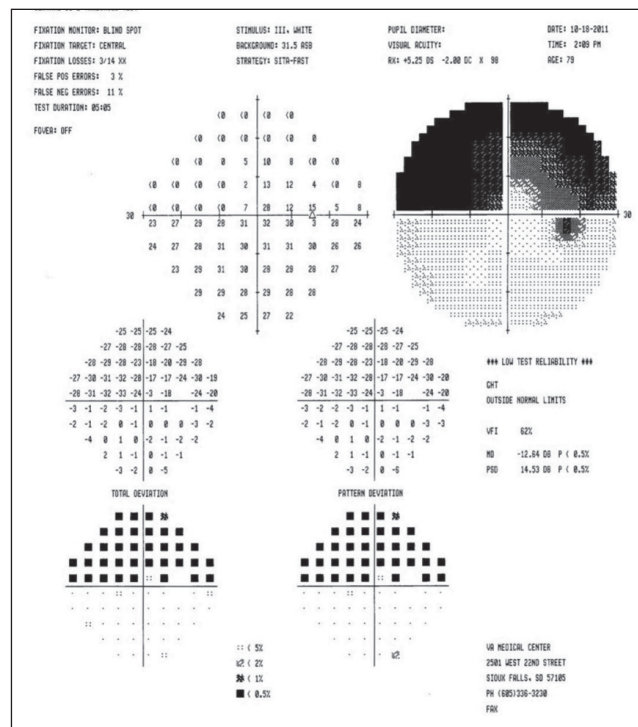 FIXATION MONITOR: BLIND SPOT
FIXATION TARGET: CENTRAL
FIXATION LOSSES: 3/14 XX
FALSE POS ERRORS: 3 %
FALSE NEG ERRORS: 11 %
TEST DURATION: 05:05
FOVEA: OFF
STIMULUS: III, WHITE
BACKGROUND: 31.5 ASB
STRATEGY: SITA-FAST
PUPIL DIAMETER:
VISUAL ACUITY:
RX: +5.25 DS -2.00 DC X 98
DATE: 10-18-2011
TIME: 2:09 PM
AGE: 79
<0 <0 <0 <0
<0 <0 <0 <0 <0 0
<0 0 <0 5 10 8 <0 <0
<0 <0 <0 <0 2 13 12 4 <0 8
<0 <0 <0 <0 7 28 12 15 5 8
30 30
23 27 29 28 31 32 30 3 28 24
24 27 28 31 30 31 31 30 26 26
23 29 31 30 28 29 28 27
29 29 28 28 29 28
24 25 27 22
30 30
-25 -25 -25 -24
-27 -28 -28 -28 -27 -25
-28 -29 -28 -23 -18 -20 -29 -28
-27 -30 -31 -32 -28 -17 -17 -24 -30 -19
-28 -31 -32 -33 -24 -3 -18 -24 -20
-3 -1 -2 -3 -1 1 -1 -1 -4
-2 -1 -2 0 -1 0 0 0 -2 -2
-4 0 1 0 -2 -1 -2 -2
2 1 -1 0 -1 -1
-3 -2 0 -5
TOTAL DEVIATION
-25 -25 -25 -24
-27 -28 -28 -28 -27 -25
-28 -29 -28 -23 -18 -20 -29 -28
-28 -30 -31 -32 -28 -17 -17 -24 -30 -20
-28 -31 -32 -33 -24 -3 -18 -24 -20
-3 -2 -2 -3 -1 1 -1 -1 -4
-2 -1 -2 0 -1 0 0 0 -3 -3
-4 0 1 0 -2 -1 -2 -2
2 1 -1 0 -1 -1
-3 -2 0 -6
PATTERN DEVIATION
*** LOW TEST RELIABILITY ***
GHT
OUTSIDE NORMAL LIMITS
VFI 62%
MD -12.64 DB P < 0.5%
PSD 14.53 DB P < 0.5%
< 5%
< 2%
< 1%
< 0.5%
VA MEDICAL CENTER
2501 WEST 22ND STREET
SIOUX FALLS, SD 57105
PH (605)336-3230
FAX